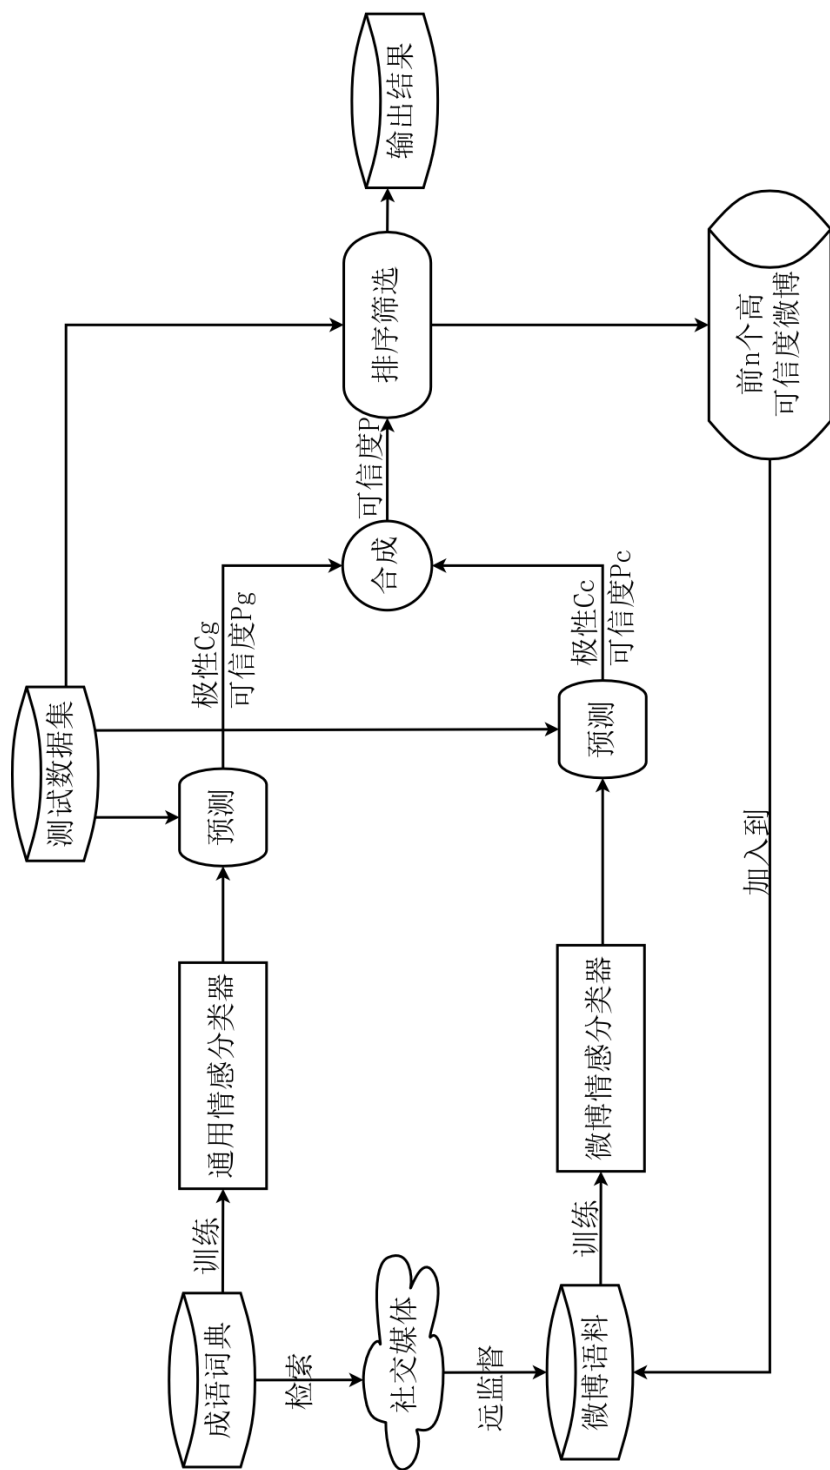 测试数据集
成语词典
训练
通用情感分类器
预测
极性Cg
可信度Pg
检索
社交媒体
合成
可信度P
排序筛选
输出结果
远监督
微博语料
训练
微博情感分类器
预测
极性Cc
可信度Pc
前n个高
可信度微博
加入到